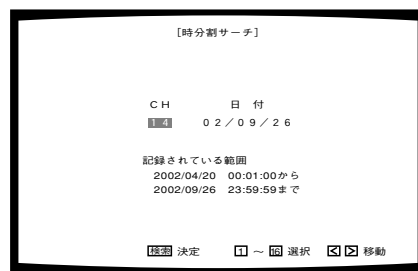 [時分割サーチ]
CH 日 付
14 02/09/26
記録されている範囲
2002/04/20 00:01:00から
2002/09/26 23:59:59まで
検索 決定 1 ~ 16 選択 < > 移動